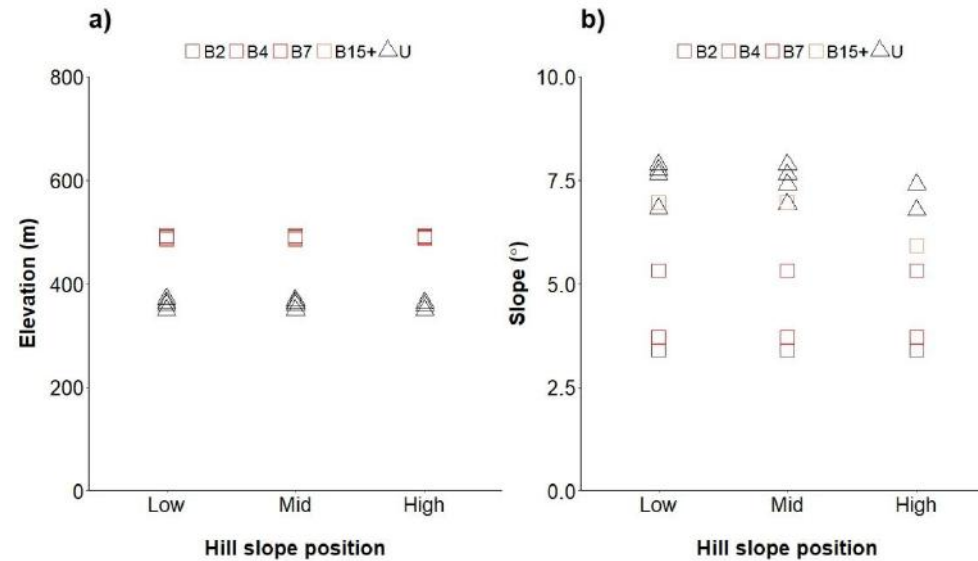 a)
B2 B4 B7 B15+ U
800
600
400
200
0
Elevation (m)
Low Mid High
Hill slope position
b)
B2 B4 B7 B15+ U
10.0
7.5
5.0
2.5
0.0
Slope (°)
Low Mid High
Hill slope position